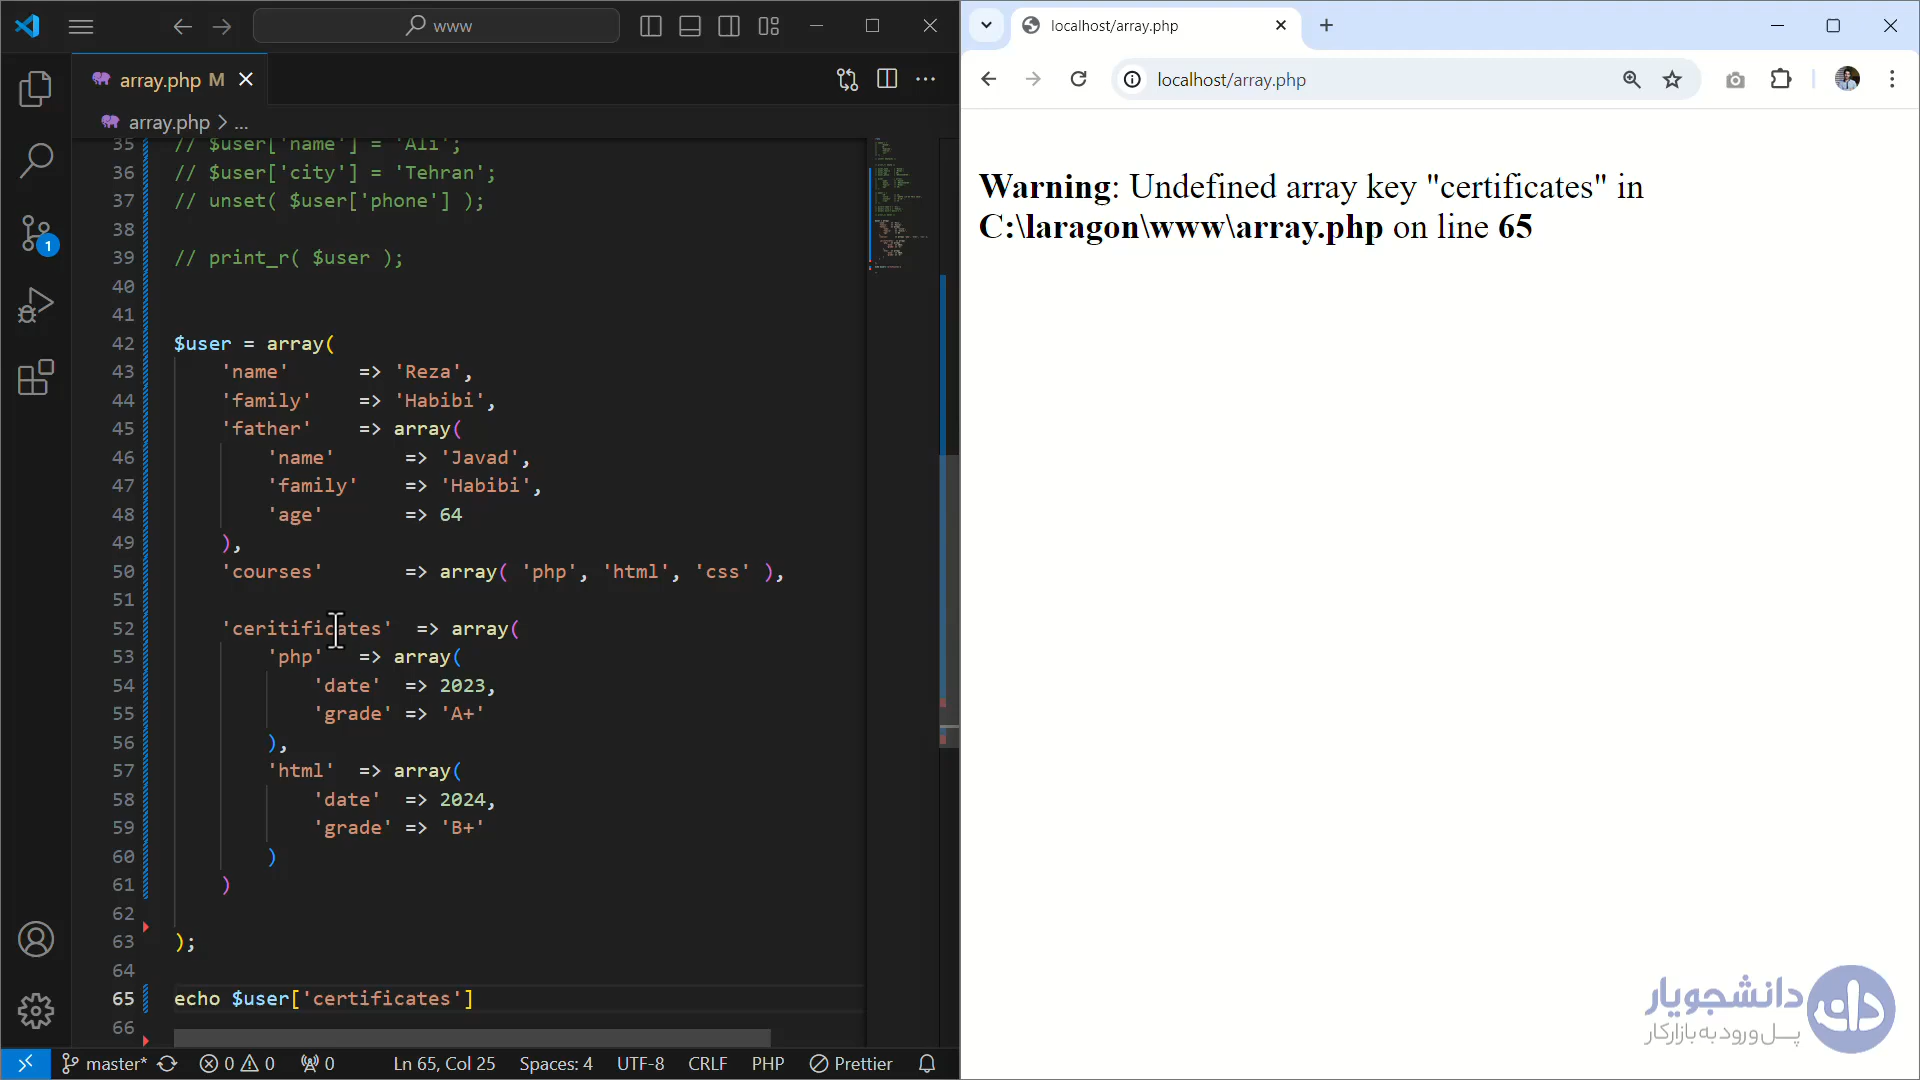 www
array.php M
array.php > ...
35 // $user['name'] = 'Ali';
36 // $user['city'] = 'Tehran';
37 // unset( $user['phone'] );
38
39 // print_r( $user );
40
41
42 $user = array(
43 'name' => 'Reza',
44 'family' => 'Habibi',
45 'father' => array(
46 'name' => 'Javad',
47 'family' => 'Habibi',
48 'age' => 64
49 ),
50 'courses' => array( 'php', 'html', 'css' ),
51
52 'ceritificates' => array(
53 'php' => array(
54 'date' => 2023,
55 'grade' => 'A+'
56 ),
57 'html' => array(
58 'date' => 2024,
59 'grade' => 'B+'
60 )
61 )
62
63 );
64
65 echo $user['certificates']
66
1
master* 0 0 0 Ln 65, Col 25 Spaces: 4 UTF-8 CRLF PHP Prettier
localhost/array.php
localhost/array.php
Warning: Undefined array key "certificates" in
C:\laragon\www\array.php on line 65
دانشجویار
پل ورود به بازار کار